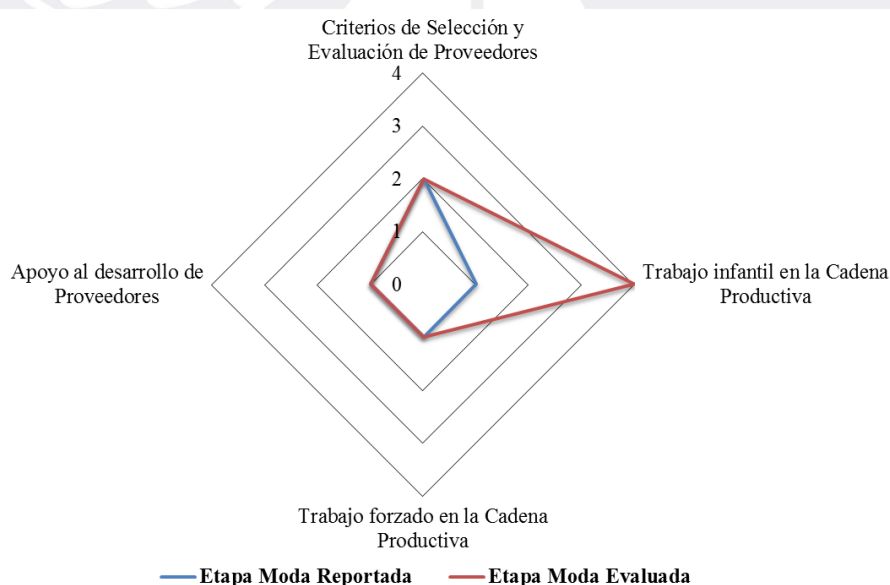 Criterios de Selección y
Evaluación de Proveedores
4
3
2
1
0
Apoyo al desarrollo de
Proveedores
Trabajo infantil en la Cadena
Productiva
Trabajo forzado en la Cadena
Productiva
Etapa Moda Reportada
Etapa Moda Evaluada